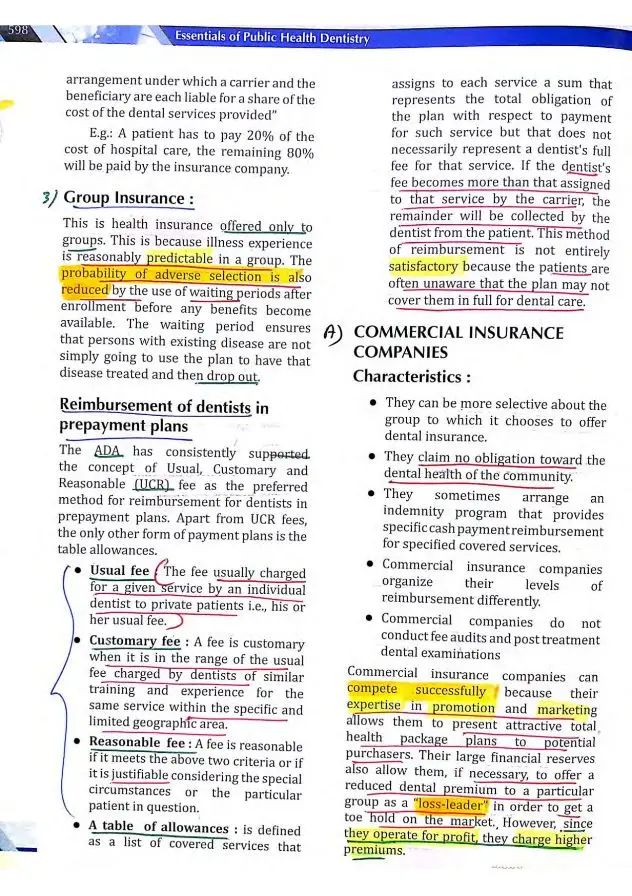 598
Essentials of Public Health Dentistry
arrangement under which a carrier and the
beneficiary are each liable for a share of the
cost of the dental services provided"
E.g.: A patient has to pay 20% of the
cost of hospital care, the remaining 80%
will be paid by the insurance company.
3) Group Insurance :
This is health insurance offered only to
groups. This is because illness experience
is reasonably predictable in a group. The
probability of adverse selection is also
reduced by the use of waiting periods after
enrollment before any benefits become
available. The waiting period ensures
that persons with existing disease are not
simply going to use the plan to have that
disease treated and then drop out.
Reimbursement of dentists in
prepayment plans
The ADA has consistently supported
the concept of Usual, Customary and
Reasonable (UCR) fee as the preferred
method for reimbursement for dentists in
prepayment plans. Apart from UCR fees,
the only other form of payment plans is the
table allowances.
• Usual fee : The fee usually charged
for a given service by an individual
dentist to private patients i.e., his or
her usual fee.
• Customary fee : A fee is customary
when it is in the range of the usual
fee charged by dentists of similar
training and experience for the
same service within the specific and
limited geographic area.
• Reasonable fee : A fee is reasonable
if it meets the above two criteria or if
it is justifiable considering the special
circumstances or the particular
patient in question.
• A table of allowances : is defined
as a list of covered services that
assigns to each service a sum that
represents the total obligation of
the plan with respect to payment
for such service but that does not
necessarily represent a dentist's full
fee for that service. If the dentist's
fee becomes more than that assigned
to that service by the carrier, the
remainder will be collected by the
dentist from the patient. This method
of reimbursement is not entirely
satisfactory because the patients are
often unaware that the plan may not
cover them in full for dental care.
A) COMMERCIAL INSURANCE
COMPANIES
Characteristics :
• They can be more selective about the
group to which it chooses to offer
dental insurance.
• They claim no obligation toward the
dental health of the community.
• They sometimes arrange an
indemnity program that provides
specific cash payment reimbursement
for specified covered services.
• Commercial insurance companies
organize their levels of
reimbursement differently.
• Commercial companies do not
conduct fee audits and post treatment
dental examinations
Commercial insurance companies can
compete successfully because their
expertise in promotion and marketing
allows them to present attractive total
health package plans to potential
purchasers. Their large financial reserves
also allow them, if necessary, to offer a
reduced dental premium to a particular
group as a "loss-leader" in order to get a
toe hold on the market. However, since
they operate for profit, they charge higher
premiums.